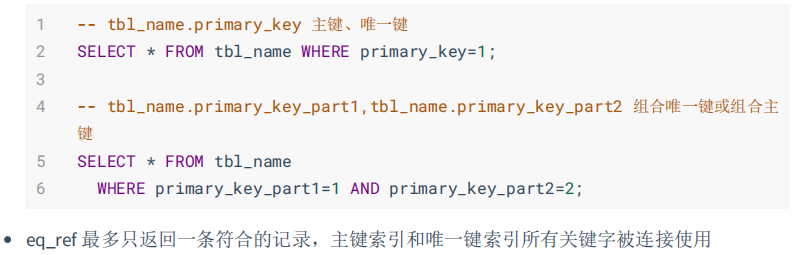 1 -- tbl_name.primary_key 主键、唯一键
2 SELECT * FROM tbl_name WHERE primary_key=1;
3
4 -- tbl_name.primary_key_part1,tbl_name.primary_key_part2 组合唯一键或组合主
键
5 SELECT * FROM tbl_name
6 WHERE primary_key_part1=1 AND primary_key_part2=2;
• eq_ref 最多只返回一条符合的记录，主键索引和唯一键索引所有关键字被连接使用